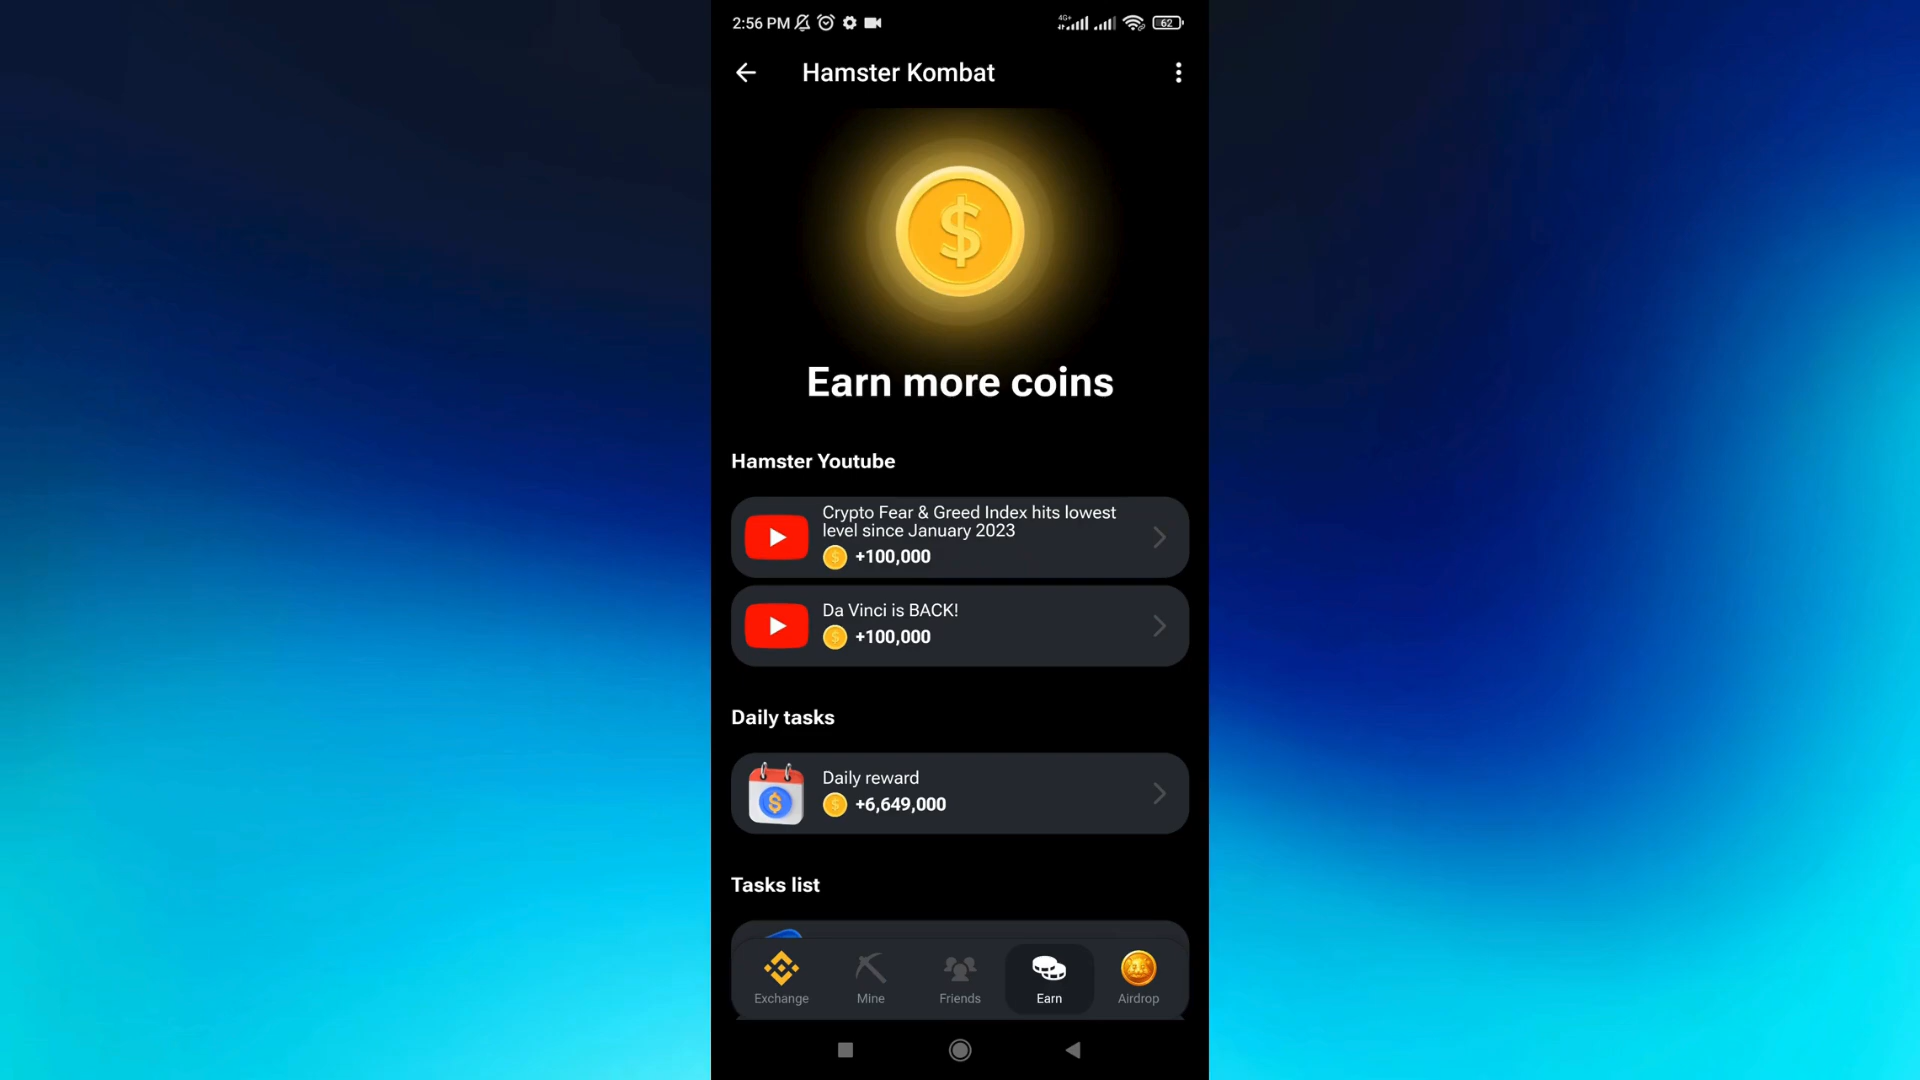 2:56 PM
4G+
62
Hamster Kombat
$
Earn more coins
Hamster Youtube
Crypto Fear & Greed Index hits lowest
level since January 2023
+100,000
Da Vinci is BACK!
+100,000
Daily tasks
Daily reward
+6,649,000
Tasks list
Exchange
Mine
Friends
Earn
Airdrop